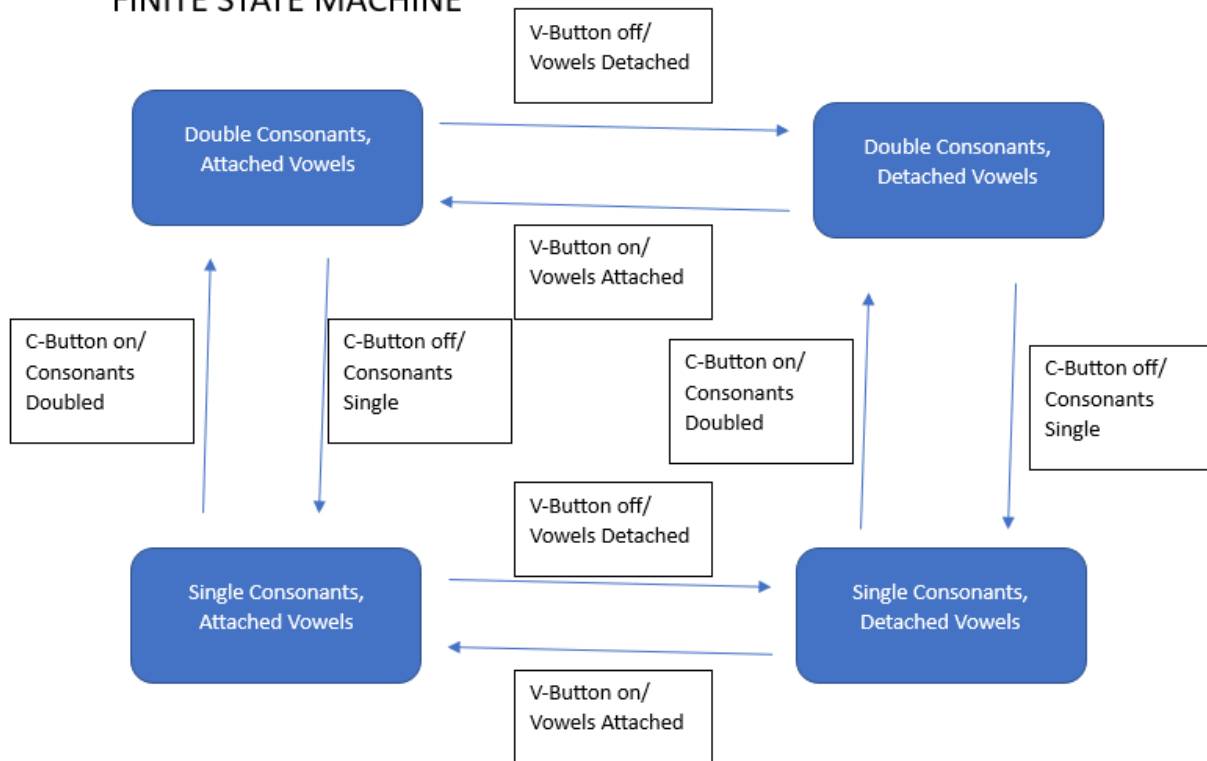 FINITE STATE MACHINE
V-Button off/
Vowels Detached
Double Consonants,
Attached Vowels
Double Consonants,
Detached Vowels
V-Button on/
Vowels Attached
C-Button on/
Consonants
Doubled
C-Button off/
Consonants
Single
C-Button on/
Consonants
Doubled
C-Button off/
Consonants
Single
V-Button off/
Vowels Detached
Single Consonants,
Attached Vowels
Single Consonants,
Detached Vowels
V-Button on/
Vowels Attached